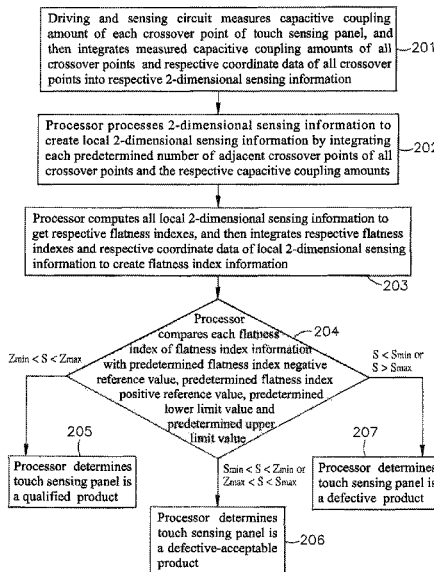 Driving and sensing circuit measures capacitive coupling
amount of each crossover point of touch sensing panel, and
then integrates measured capacitive coupling amounts of all
crossover points and respective coordinate data of all crossover
points into respective 2-dimensional sensing information
201
Processor processes 2-dimensional sensing information to
create local 2-dimensional sensing information by integrating
each predetermined number of adjacent crossover points of all
crossover points and the respective capacitive coupling amounts
202
Processor computes all local 2-dimensional sensing information to
get respective flatness indexes, and then integrates respective flatness
indexes and respective coordinate data of local 2-dimensional sensing
information to create flatness index information
203
Processor
compares each flatness
index of flatness index information
with predetermined flatness index negative
reference value, predetermined flatness index
positive reference value, predetermined
lower limit value and
predetermined upper
limit value
204
Zmin < S < Zmax
S < Smin or
S > Smax
205
Processor determines
touch sensing panel is
a qualified product
Smin < S < Zmin or
Zmax < S < Smax
207
Processor determines
touch sensing panel is
a defective product
Processor determines
touch sensing panel is
a defective-acceptable
product
206